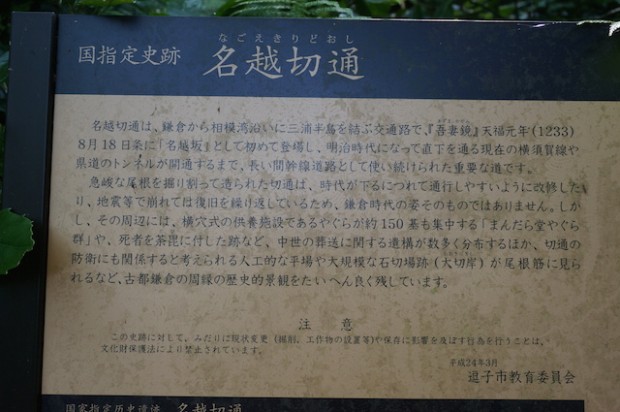 なごえきりどおし
国指定史跡 名越切通
名越切通は、鎌倉から相模湾沿いに三浦半島を結ぶ交通路で、『吾妻鏡』天福元年(1233)
8月18日条に「名越坂」として初めて登場し、明治時代になって直下を通る現在の横須賀線や
県道のトンネルが開通するまで、長い間幹線道路として使い続けられた重要な道です。
急峻な尾根を掘り割って造られた切通は、時代が下るにつれて通行しやすいように改修した
り、地震等で崩れては復旧を繰り返しているため、鎌倉時代の姿そのものではありません。しか
し、その周辺には、横穴式の供養施設であるやぐらが約150基も集中する「まんだら堂やぐら
群」や、死者を荼毘に付した跡など、中世の葬送に関する遺構が数多く分布するほか、切通の
防衛にも関係すると考えられる人工的な平場や大規模な石切場跡(大切岸)が尾根筋に見ら
れるなど、古都鎌倉の周縁の歴史的景観をたいへん良く残しています。
注 意
この史跡に対して、みだりに現状変更(掘削、工作物の設置等)や保存に影響を及ぼす行為を行うことは、
文化財保護法により禁止されています。
平成24年3月
逗子市教育委員会
国家指定历史遗迹 名越切通